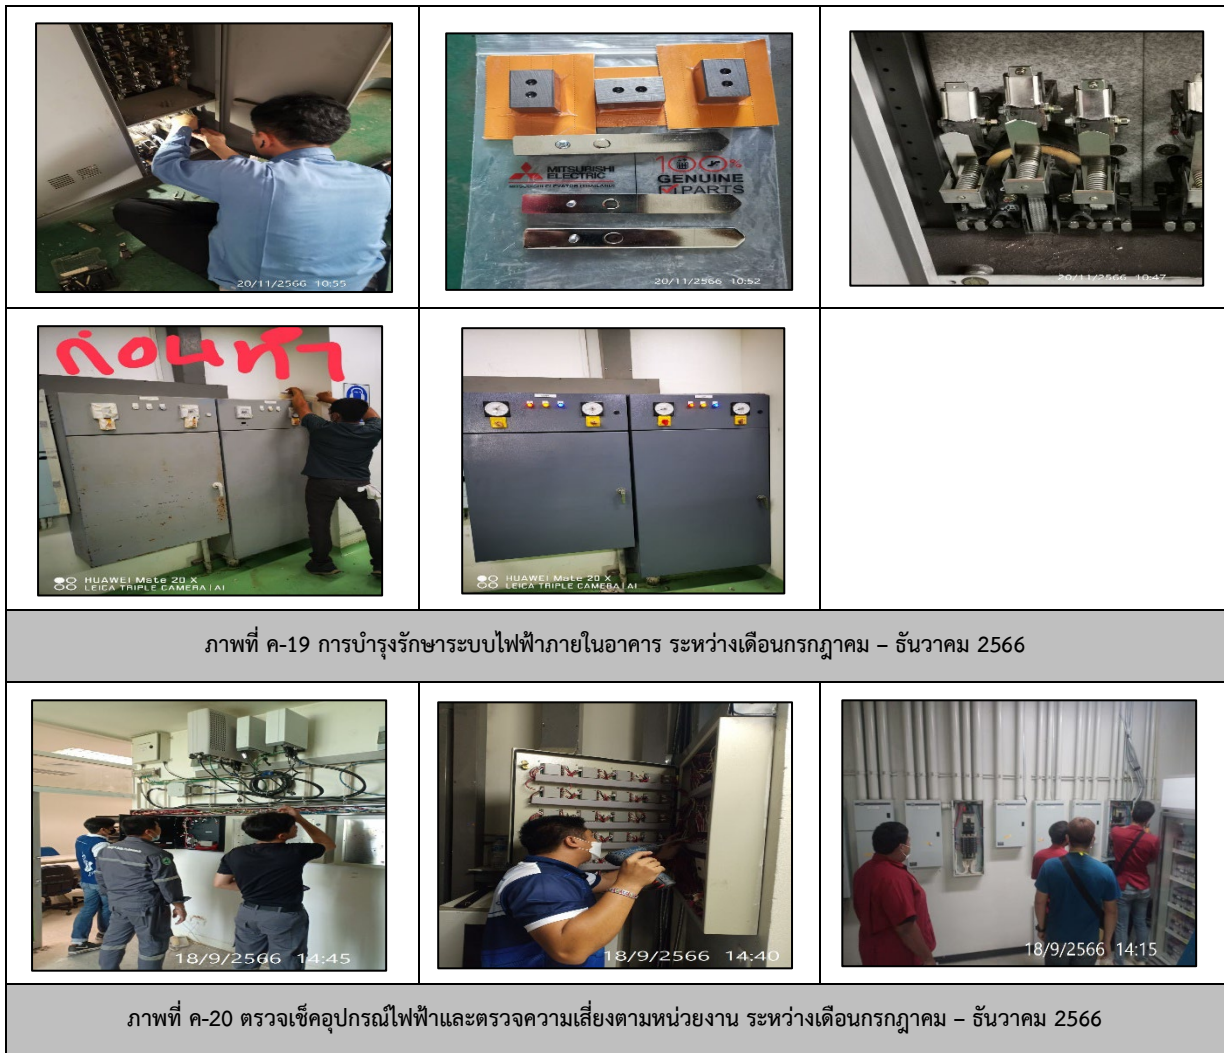 20/11/2566 10:55
MITSUBISHI
ELECTRIC
MITSUBISHI ELEVATOR (THAILAND)
100%
GENUINE
PARTS
20/11/2566 10:52
20/11/2566 10:47
ก่อนทำ
HUAWEI Mate 20 X
LEICA TRIPLE CAMERA | AI
HUAWEI Mate 20 X
LEICA TRIPLE CAMERA | AI
ภาพที่ ค-19 การบำรุงรักษาระบบไฟฟ้าภายในอาคาร ระหว่างเดือนกรกฎาคม – ธันวาคม 2566
18/9/2566 14:45
18/9/2566 14:40
18/9/2566 14:15
ภาพที่ ค-20 ตรวจเช็คอุปกรณ์ไฟฟ้าและตรวจความเสี่ยงตามหน่วยงาน ระหว่างเดือนกรกฎาคม – ธันวาคม 2566